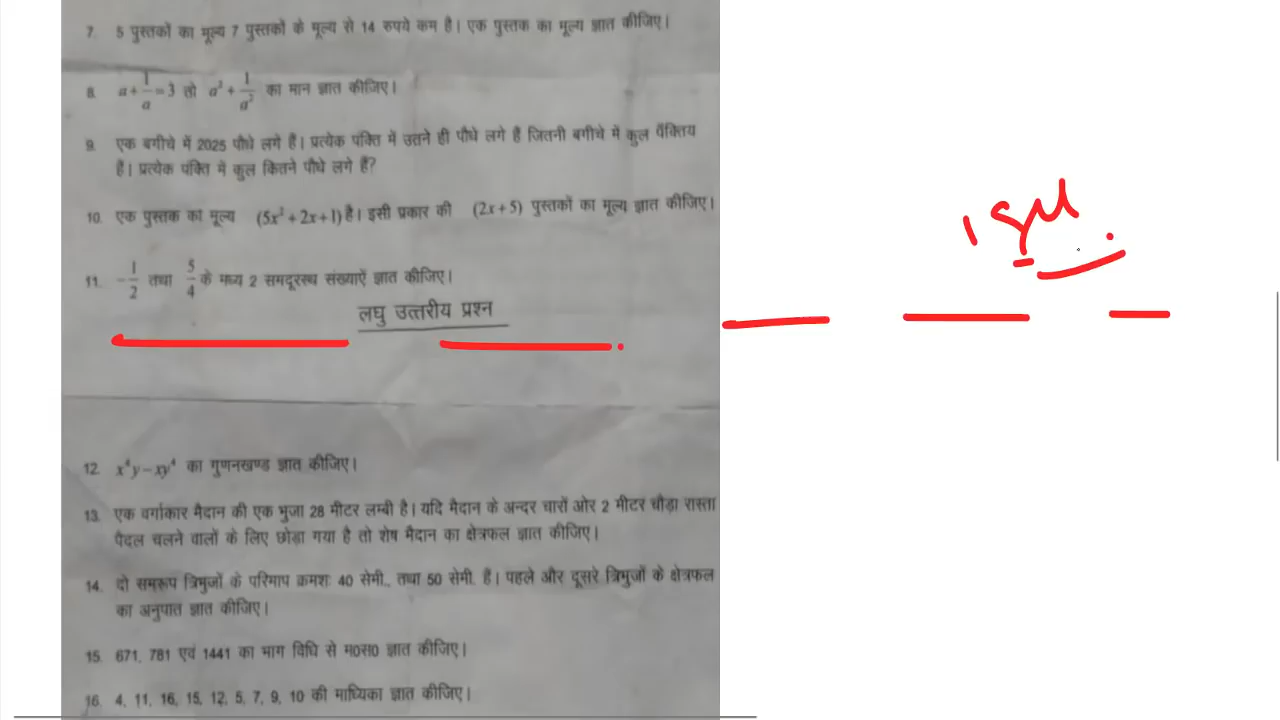 7. 5 पुस्तकों का मूल्य 7 पुस्तकों के मूल्य से 14 रुपये कम है। एक पुस्तक का मूल्य ज्ञात कीजिए।
8. a+1/a=3 तो a²+1/a² का मान ज्ञात कीजिए।
9. एक बगीचे में 2025 पौधे लगे हैं। प्रत्येक पंक्ति में उतने ही पौधे लगे हैं जितनी बगीचे में कुल पंक्तिय
हैं। प्रत्येक पंक्ति में कुल कितने पौधे लगे हैं?
10. एक पुस्तक का मूल्य (5x²+2x+1) है। इसी प्रकार की (2x+5) पुस्तकों का मूल्य ज्ञात कीजिए।
11. -1/2 तथा 5/4 के मध्य 2 समदूरस्थ संख्याऐं ज्ञात कीजिए।
लघु उत्तरीय प्रश्न
12. x⁴y-xy⁴ का गुणनखण्ड ज्ञात कीजिए।
13. एक वर्गाकार मैदान की एक भुजा 28 मीटर लम्बी है। यदि मैदान के अन्दर चारों ओर 2 मीटर चौड़ा रास्ता
पैदल चलने वालों के लिए छोड़ा गया है तो शेष मैदान का क्षेत्रफल ज्ञात कीजिए।
14. दो समरूप त्रिभुजों के परिमाप क्रमशः 40 सेमी., तथा 50 सेमी. हैं। पहले और दूसरे त्रिभुजों के क्षेत्रफल
का अनुपात ज्ञात कीजिए।
15. 671, 781 एवं 1441 का भाग विधि से म0स0 ज्ञात कीजिए।
16. 4, 11, 16, 15, 12, 5, 7, 9, 10 की माध्यिका ज्ञात कीजिए।